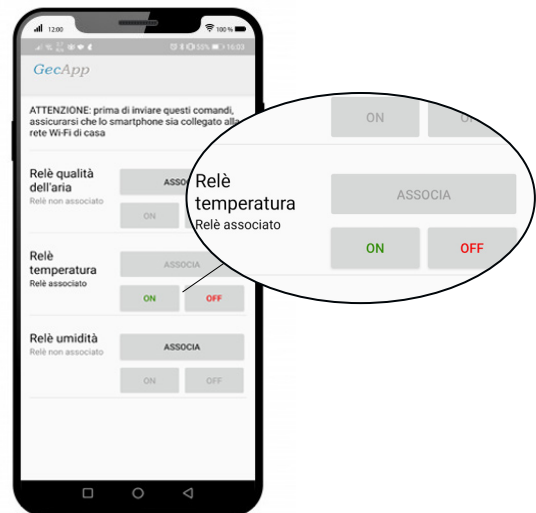 12:00
100 %
55% 16:03
GecApp
ATTENZIONE: prima di inviare questi comandi,
assicurarsi che lo smartphone sia collegato alla
rete Wi-Fi di casa
Relè qualità
dell'aria
Relè non associato
ON
Relè
temperatura
Relè associato
ASSOCIA
ON OFF
Relè umidità
Relè non associato
ASSOCIA
ON OFF
ON
Relè
temperatura
Relè associato
ASSOCIA
ON OFF